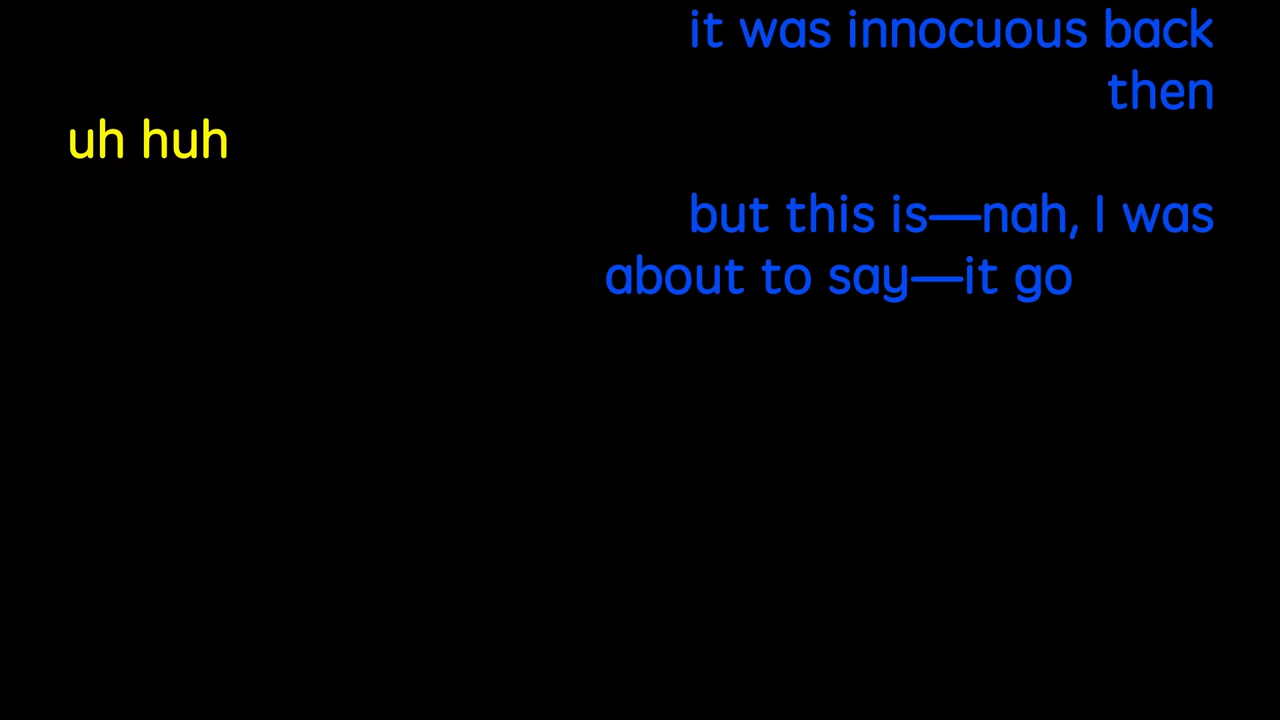 it was innocuous back
then
uh huh
but this is—nah, I was
about to say—it go